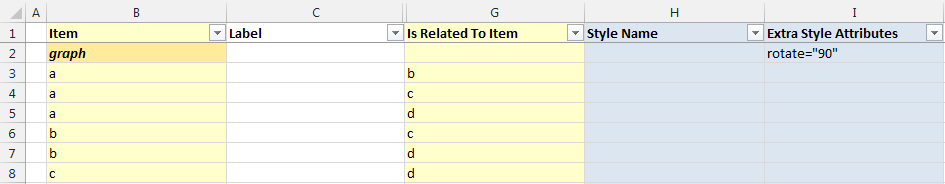 A B C G H I
1 Item Label Is Related To Item Style Name Extra Style Attributes
2 graph rotate="90"
3 a b
4 a c
5 a d
6 b c
7 b d
8 c d